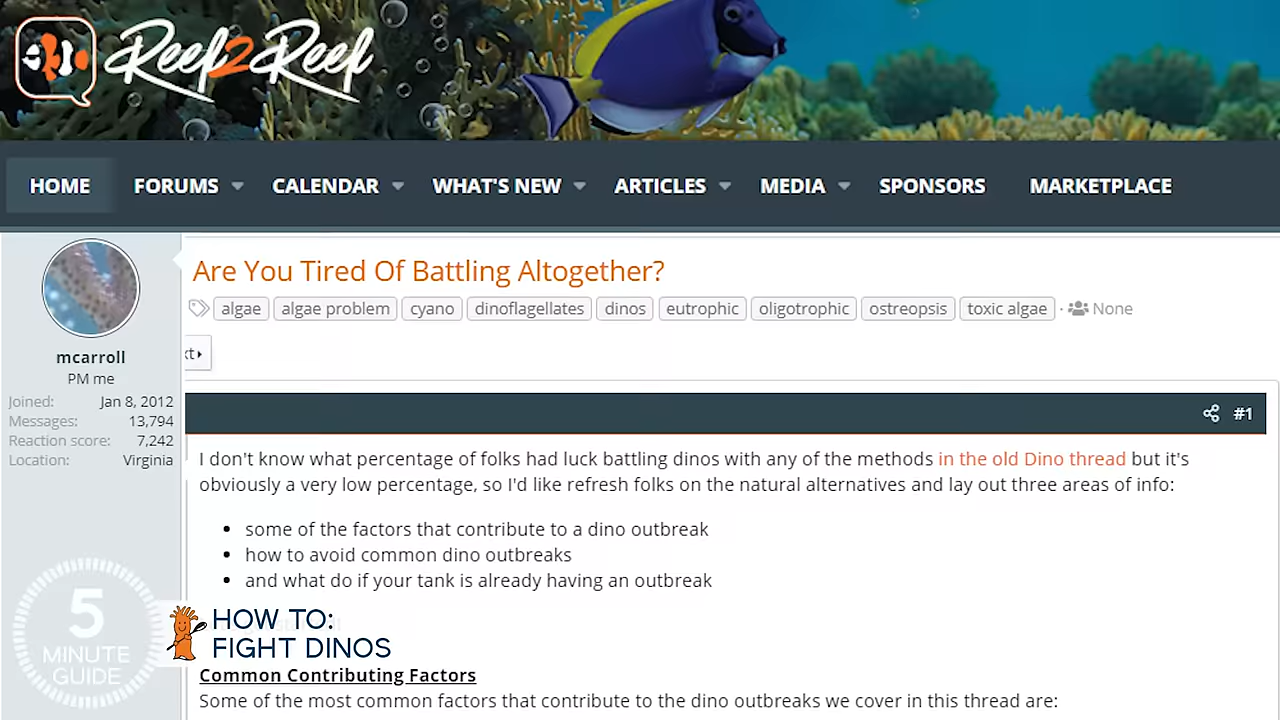 Reef2Reef
HOME FORUMS CALENDAR WHAT'S NEW ARTICLES MEDIA SPONSORS MARKETPLACE
Are You Tired Of Battling Altogether?
algae algae problem cyano dinoflagellates dinos eutrophic oligotrophic ostreopsis toxic algae · None
mcarroll
PM me
Joined: Jan 8, 2012
Messages: 13,794
Reaction score: 7,242
Location: Virginia
#1
I don't know what percentage of folks had luck battling dinos with any of the methods in the old Dino thread but it's
obviously a very low percentage, so I'd like refresh folks on the natural alternatives and lay out three areas of info:
• some of the factors that contribute to a dino outbreak
• how to avoid common dino outbreaks
• and what do if your tank is already having an outbreak
5
MINUTE
GUIDE
HOW TO:
FIGHT DINOS
Common Contributing Factors
Some of the most common factors that contribute to the dino outbreaks we cover in this thread are: